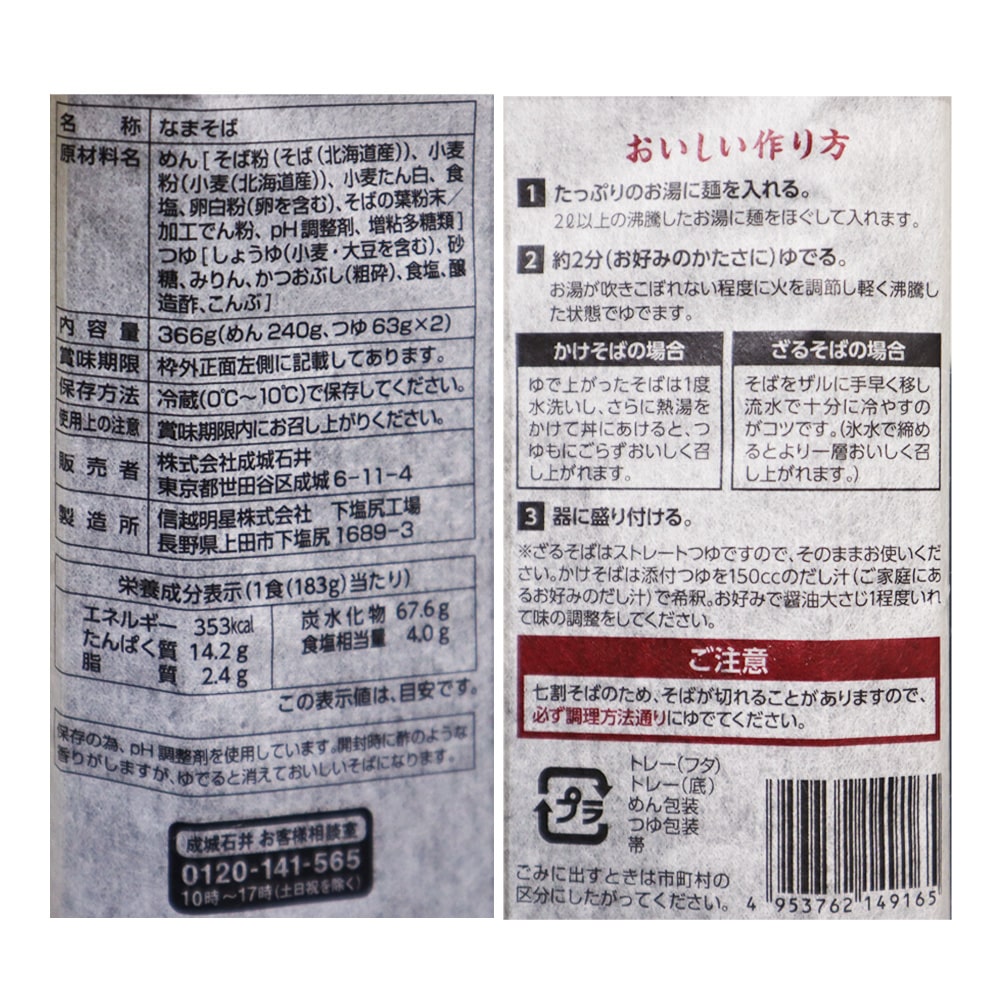 名称 なまそば
原材料名 めん[そば粉(そば(北海道産))、小麦
粉(小麦(北海道産))、小麦たん白、食
塩、卵白粉(卵を含む)、そばの葉粉末/
加工でん粉、pH調整剤、増粘多糖類]
つゆ[しょうゆ(小麦・大豆を含む)、砂
糖、みりん、かつおぶし(粗砕)、食塩、醸
造酢、こんぶ]
内容量 366g(めん240g、つゆ63g×2)
賞味期限 枠外正面左側に記載してあります。
保存方法 冷蔵(0℃~10℃)で保存してください。
使用上の注意 賞味期限内にお召し上がりください。
販売者 株式会社成城石井
東京都世田谷区成城6-11-4
製造所 信越明星株式会社 下塩尻工場
長野県上田市下塩尻1689-3
栄養成分表示(1食(183g)当たり)
エネルギー 353kcal 炭水化物 67.6g
たんぱく質 14.2g 食塩相当量 4.0g
脂質 2.4g
この表示値は、目安です。
保存の為、pH調整剤を使用しています。開封時に酢のような
香りがしますが、ゆでると消えておいしいそばになります。
成城石井 お客様相談室
0120-141-565
10時~17時(土日祝を除く)
おいしい作り方
1 たっぷりのお湯に麺を入れる。
2ℓ以上の沸騰したお湯に麺をほぐして入れます。
2 約2分(お好みのかたさに)ゆでる。
お湯が吹きこぼれない程度に火を調節し軽く沸騰し
た状態でゆでます。
かけそばの場合
ゆで上がったそばは1度
水洗いし、さらに熱湯を
かけて丼にあけると、つ
ゆもにごらずおいしく召
し上がれます。
ざるそばの場合
そばをザルに手早く移し
流水で十分に冷やすの
がコツです。(氷水で締め
るとより一層おいしく召
し上がれます。)
3 器に盛り付ける。
※ざるそばはストレートつゆですので、そのままお使いくだ
さい。かけそばは添付つゆを150ccのだし汁(ご家庭にあ
るお好みのだし汁)で希釈。お好みで醤油大さじ1程度いれ
て味の調整をしてください。
ご注意
七割そばのため、そばが切れることがありますので、
必ず調理方法通りにゆでてください。
プラ
トレー(フタ)
トレー(底)
めん包装
つゆ包装
帯
ごみに出すときは市町村の
区分にしたがってください。
4 953762 149165